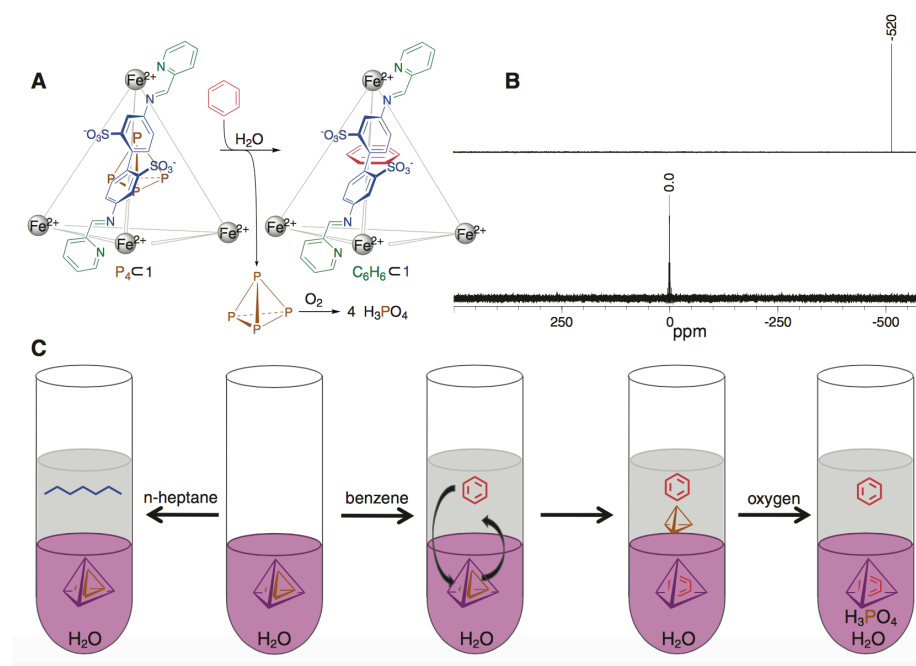 A
Fe²⁺
N
N
⁻O₃S
P
SO₃⁻
P
P
P
N
Fe²⁺
Fe²⁺
Fe²⁺
N
P₄⊂1
H₂O
P
P
P
P
O₂
4 H₃PO₄
Fe²⁺
N
N
⁻O₃S
SO₃⁻
N
Fe²⁺
Fe²⁺
Fe²⁺
N
C₆H₆⊂1
B
-520
0.0
250
0
-250
-500
ppm
C
n-heptane
benzene
oxygen
H₂O
H₂O
H₂O
H₂O
H₃PO₄
H₂O